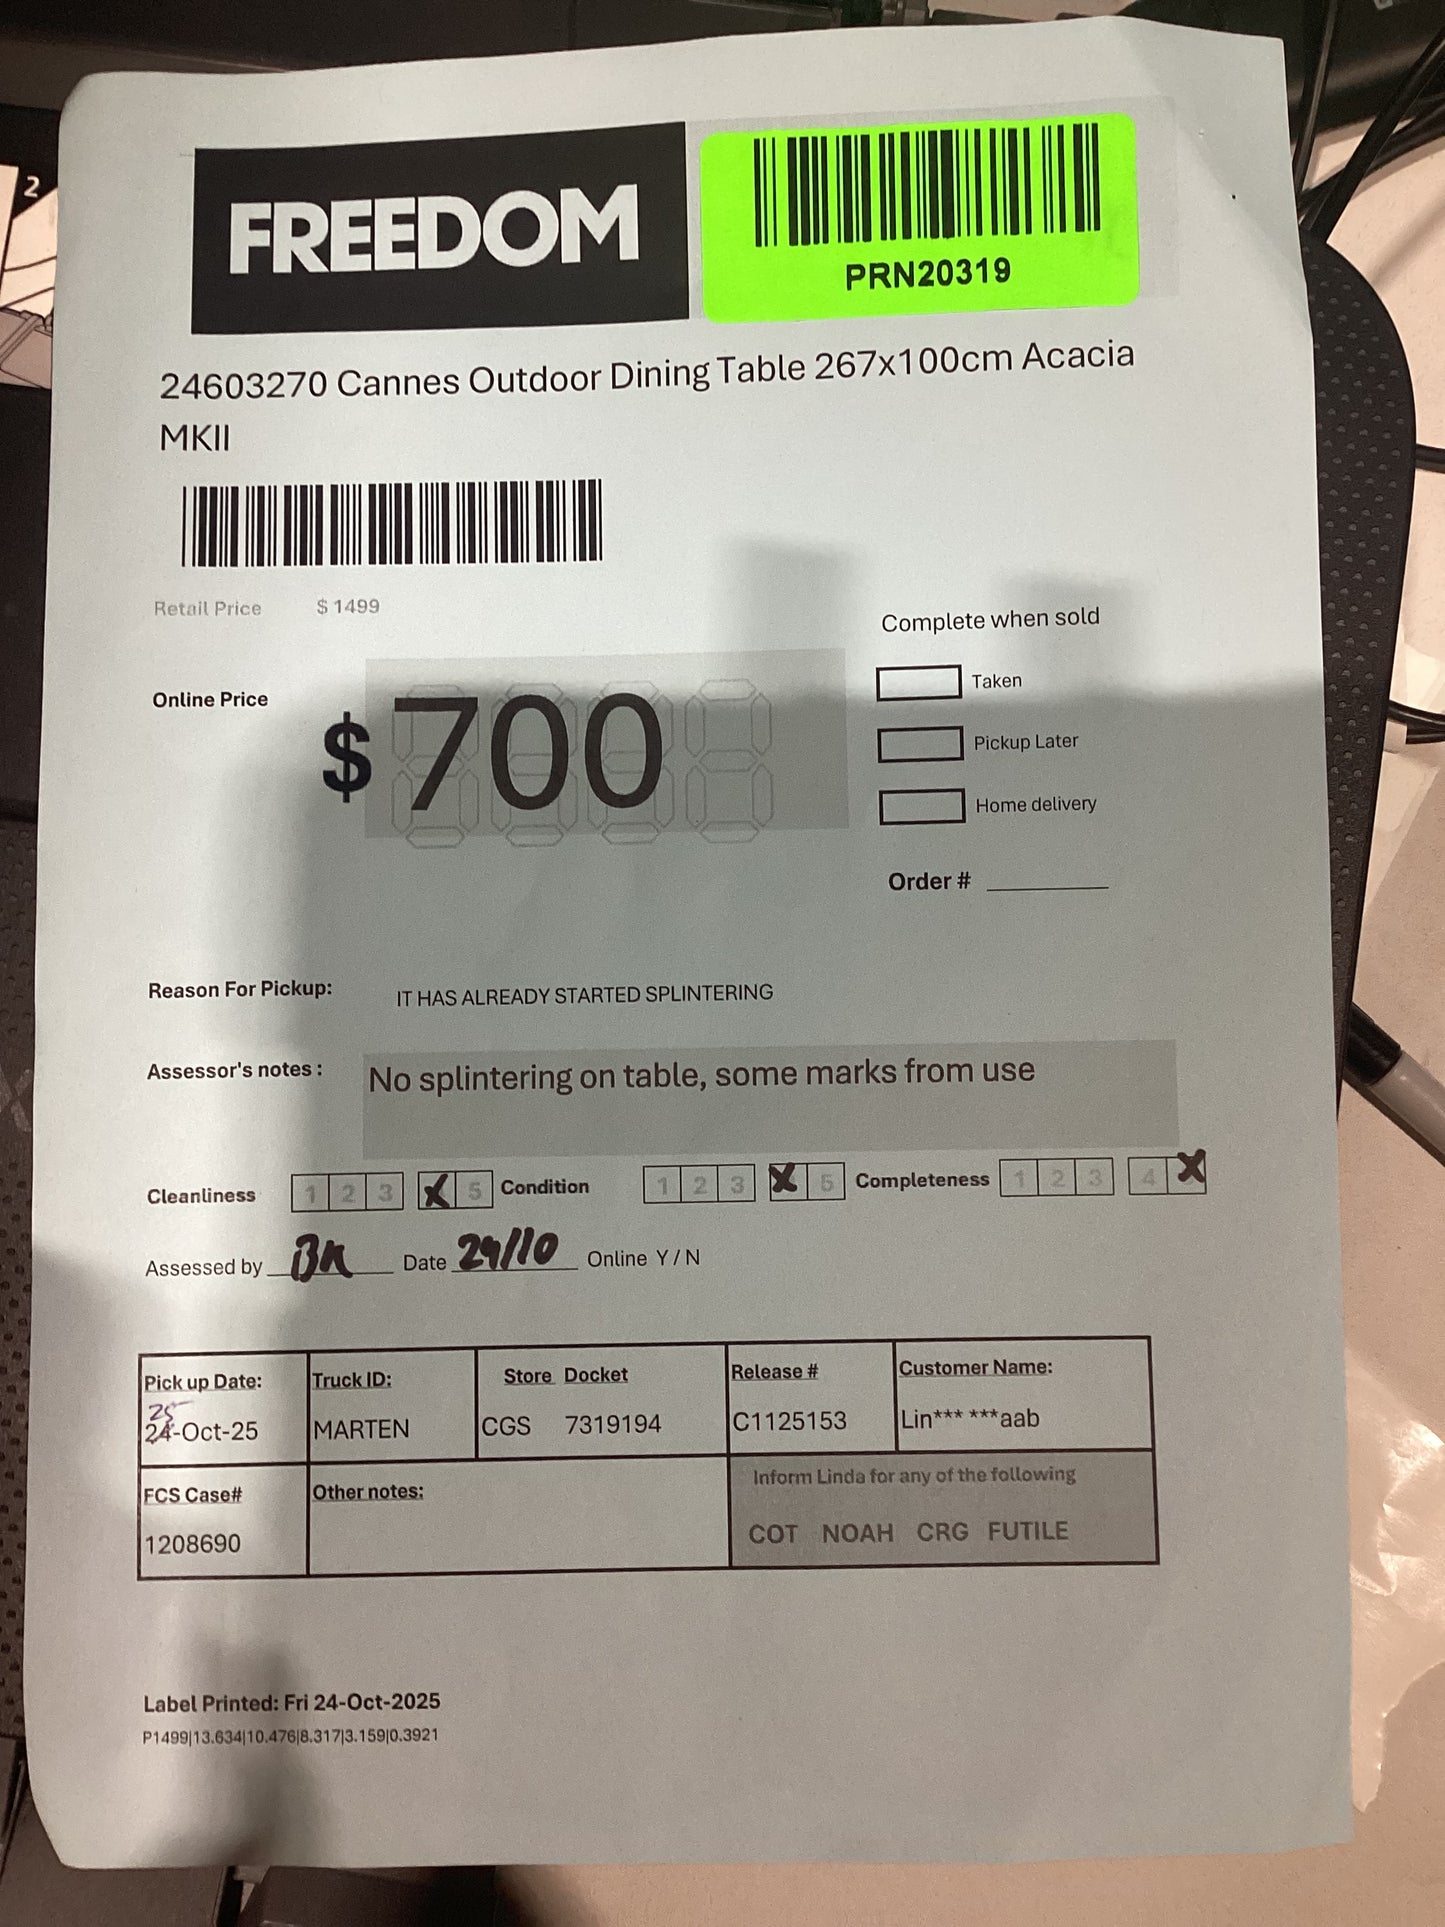 2
FREEDOM
PRN20319
24603270 Cannes Outdoor Dining Table 267x100cm Acacia
MKII
Retail Price $ 1499
Complete when sold
Online Price $ 700
Taken
Pickup Later
Home delivery
Order #
Reason For Pickup: IT HAS ALREADY STARTED SPLINTERING
Assessor's notes : No splintering on table, some marks from use
Cleanliness 1 2 3 X 5 Condition 1 2 3 X 5 Completeness 1 2 3 4 X
Assessed by BK Date 29/10 Online Y / N
Pick up Date: Truck ID: Store Docket Release # Customer Name:
25
24-Oct-25 MARTEN CGS 7319194 C1125153 Lin*** ***aab
FCS Case# Other notes: Inform Linda for any of the following
1208690 COT NOAH CRG FUTILE
Label Printed: Fri 24-Oct-2025
P1499|13.634|10.476|8.317|3.159|0.3921